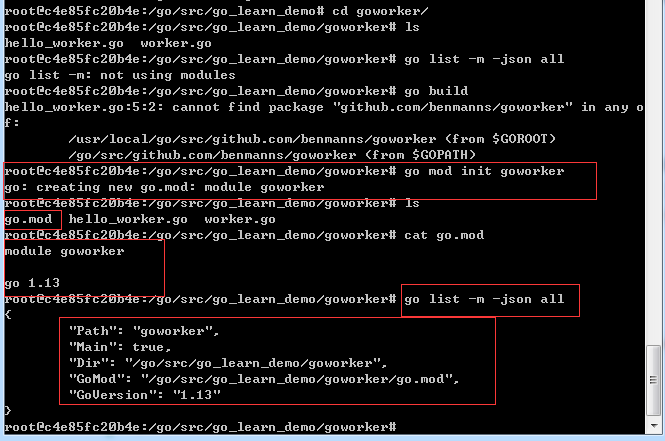 root@c4e85fc20b4e:/go/src/go_learn_demo# cd goworker/
root@c4e85fc20b4e:/go/src/go_learn_demo/goworker# ls
hello_worker.go  worker.go
root@c4e85fc20b4e:/go/src/go_learn_demo/goworker# go list -m -json all
go list -m: not using modules
root@c4e85fc20b4e:/go/src/go_learn_demo/goworker# go build
hello_worker.go:5:2: cannot find package "github.com/benmanns/goworker" in any o
f:
        /usr/local/go/src/github.com/benmanns/goworker (from $GOROOT)
        /go/src/github.com/benmanns/goworker (from $GOPATH)
root@c4e85fc20b4e:/go/src/go_learn_demo/goworker# go mod init goworker
go: creating new go.mod: module goworker
root@c4e85fc20b4e:/go/src/go_learn_demo/goworker# ls
go.mod  hello_worker.go  worker.go
root@c4e85fc20b4e:/go/src/go_learn_demo/goworker# cat go.mod
module goworker

go 1.13
root@c4e85fc20b4e:/go/src/go_learn_demo/goworker# go list -m -json all
{
        "Path": "goworker",
        "Main": true,
        "Dir": "/go/src/go_learn_demo/goworker",
        "GoMod": "/go/src/go_learn_demo/goworker/go.mod",
        "GoVersion": "1.13"
}
root@c4e85fc20b4e:/go/src/go_learn_demo/goworker#